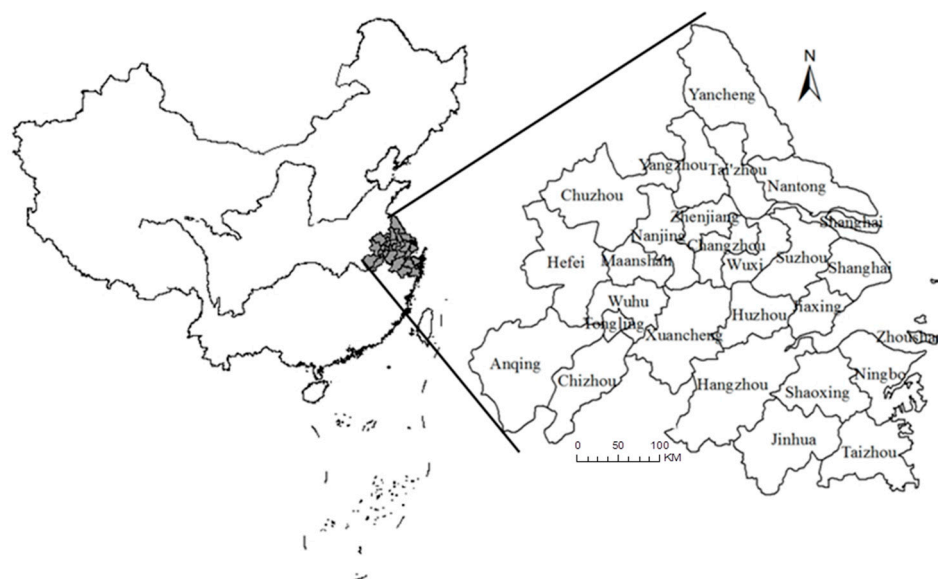 N
Yancheng
Yangzhou
Tai'zhou
Chuzhou
Nantong
Zhenjiang
Shanghai
Nanjing
Changzhou
Hefei
Maanshan
Wuxi
Suzhou
Shanghai
Wuhu
Huzhou
Jiaxing
Tongling
Xuancheng
Zhoushan
Anqing
Chizhou
Hangzhou
Ningbo
Shaoxing
0 50 100
KM
Jinhua
Taizhou